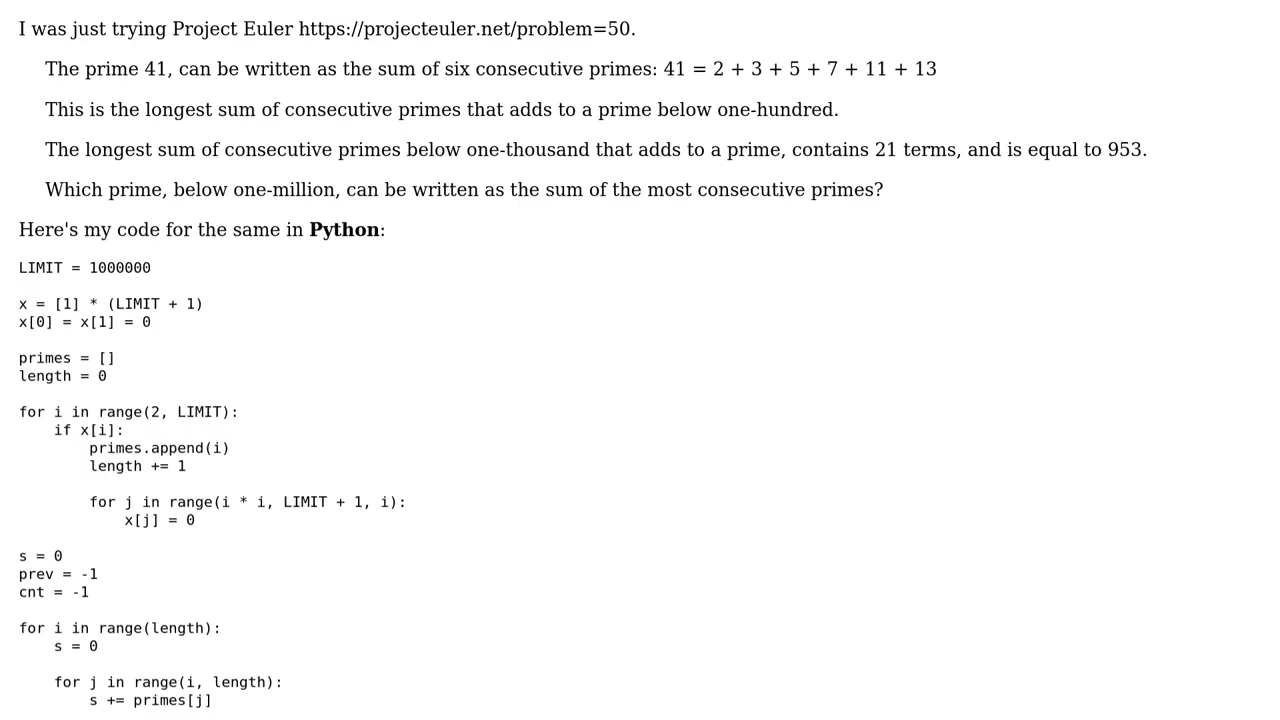 I was just trying Project Euler https://projecteuler.net/problem=50.
The prime 41, can be written as the sum of six consecutive primes: 41 = 2 + 3 + 5 + 7 + 11 + 13
This is the longest sum of consecutive primes that adds to a prime below one-hundred.
The longest sum of consecutive primes below one-thousand that adds to a prime, contains 21 terms, and is equal to 953.
Which prime, below one-million, can be written as the sum of the most consecutive primes?
Here's my code for the same in Python:
LIMIT = 1000000

x = [1] * (LIMIT + 1)
x[0] = x[1] = 0

primes = []
length = 0

for i in range(2, LIMIT):
    if x[i]:
        primes.append(i)
        length += 1

        for j in range(i * i, LIMIT + 1, i):
            x[j] = 0

s = 0
prev = -1
cnt = -1

for i in range(length):
    s = 0

    for j in range(i, length):
        s += primes[j]